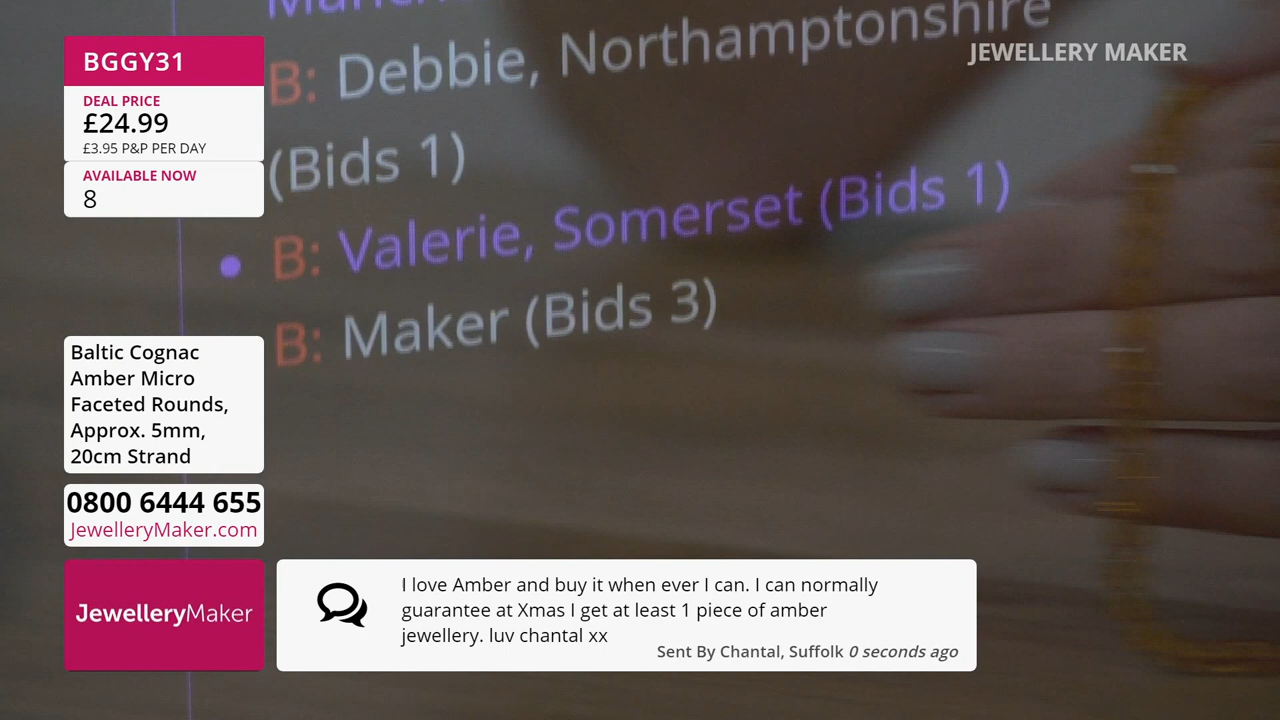 BGGY31
DEAL PRICE
£24.99
£3.95 P&P PER DAY
AVAILABLE NOW
8
JEWELLERY MAKER
B: Debbie, Northamptonshire
(Bids 1)
B: Valerie, Somerset (Bids 1)
B: Maker (Bids 3)
Baltic Cognac
Amber Micro
Faceted Rounds,
Approx. 5mm,
20cm Strand
0800 6444 655
JewelleryMaker.com
JewelleryMaker
I love Amber and buy it when ever I can. I can normally
guarantee at Xmas I get at least 1 piece of amber
jewellery. luv chantal xx
Sent By Chantal, Suffolk 0 seconds ago